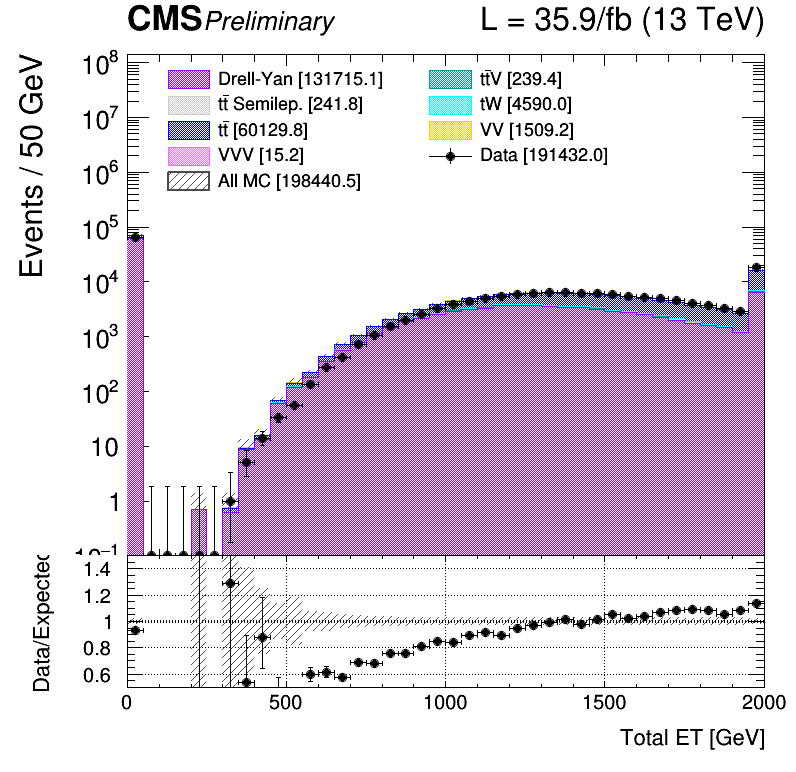 CMS Preliminary L = 35.9/fb (13 TeV)
Events / 50 GeV
10⁸
10⁷
10⁶
10⁵
10⁴
10³
10²
10
1
10⁻¹
Drell-Yan [131715.1]
tt̄ Semilep. [241.8]
tt̄ [60129.8]
VVV [15.2]
All MC [198440.5]
tt̄V [239.4]
tW [4590.0]
VV [1509.2]
Data [191432.0]
Data/Expected
1.4
1.2
1
0.8
0.6
0 500 1000 1500 2000
Total ET [GeV]